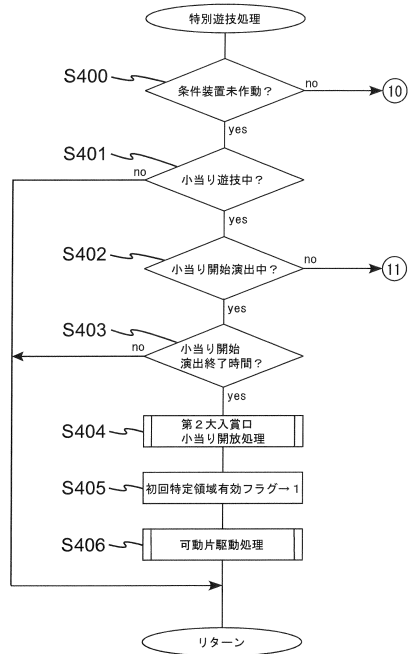 特別遊技処理
S400
条件装置未作動？
no
10
yes
S401
no
小当り遊技中？
yes
S402
小当り開始演出中？
no
11
yes
S403
no
小当り開始
演出終了時間？
yes
S404
第２大入賞口
小当り開放処理
S405
初回特定領域有効フラグ→１
S406
可動片駆動処理
リターン